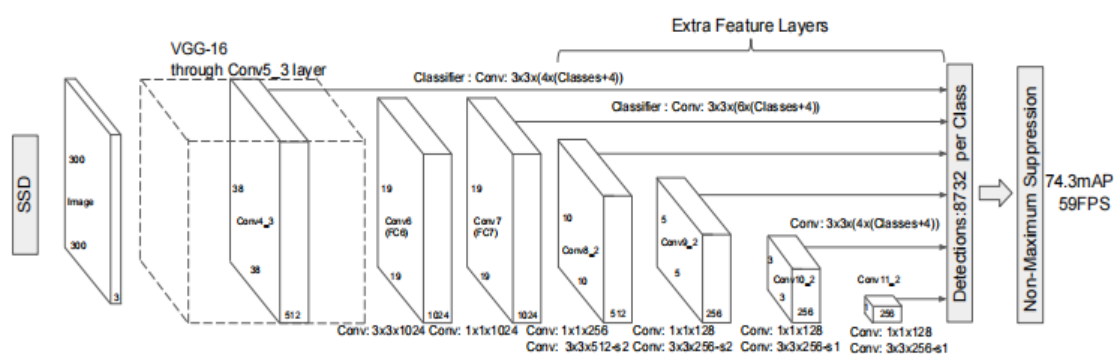 Extra Feature Layers
VGG-16
through Conv5_3 layer
Classifier : Conv: 3x3x(4x(Classes+4))
Classifier : Conv: 3x3x(6x(Classes+4))
SSD
300
Image
300
3
38
Conv4_3
38
512
19
Conv6
(FC6)
19
1024
19
Conv7
(FC7)
19
1024
10
Conv8_2
10
512
5
Conv9_2
5
256
Conv: 3x3x(4x(Classes+4))
3
Conv10_2
3
256
Conv11_2
256
Detections:8732 per Class
Non-Maximum Suppression
74.3mAP
59FPS
Conv: 3x3x1024
Conv: 1x1x1024
Conv: 1x1x256
Conv: 3x3x512-s2
Conv: 1x1x128
Conv: 3x3x256-s2
Conv: 1x1x128
Conv: 3x3x256-s1
Conv: 1x1x128
Conv: 3x3x256-s1